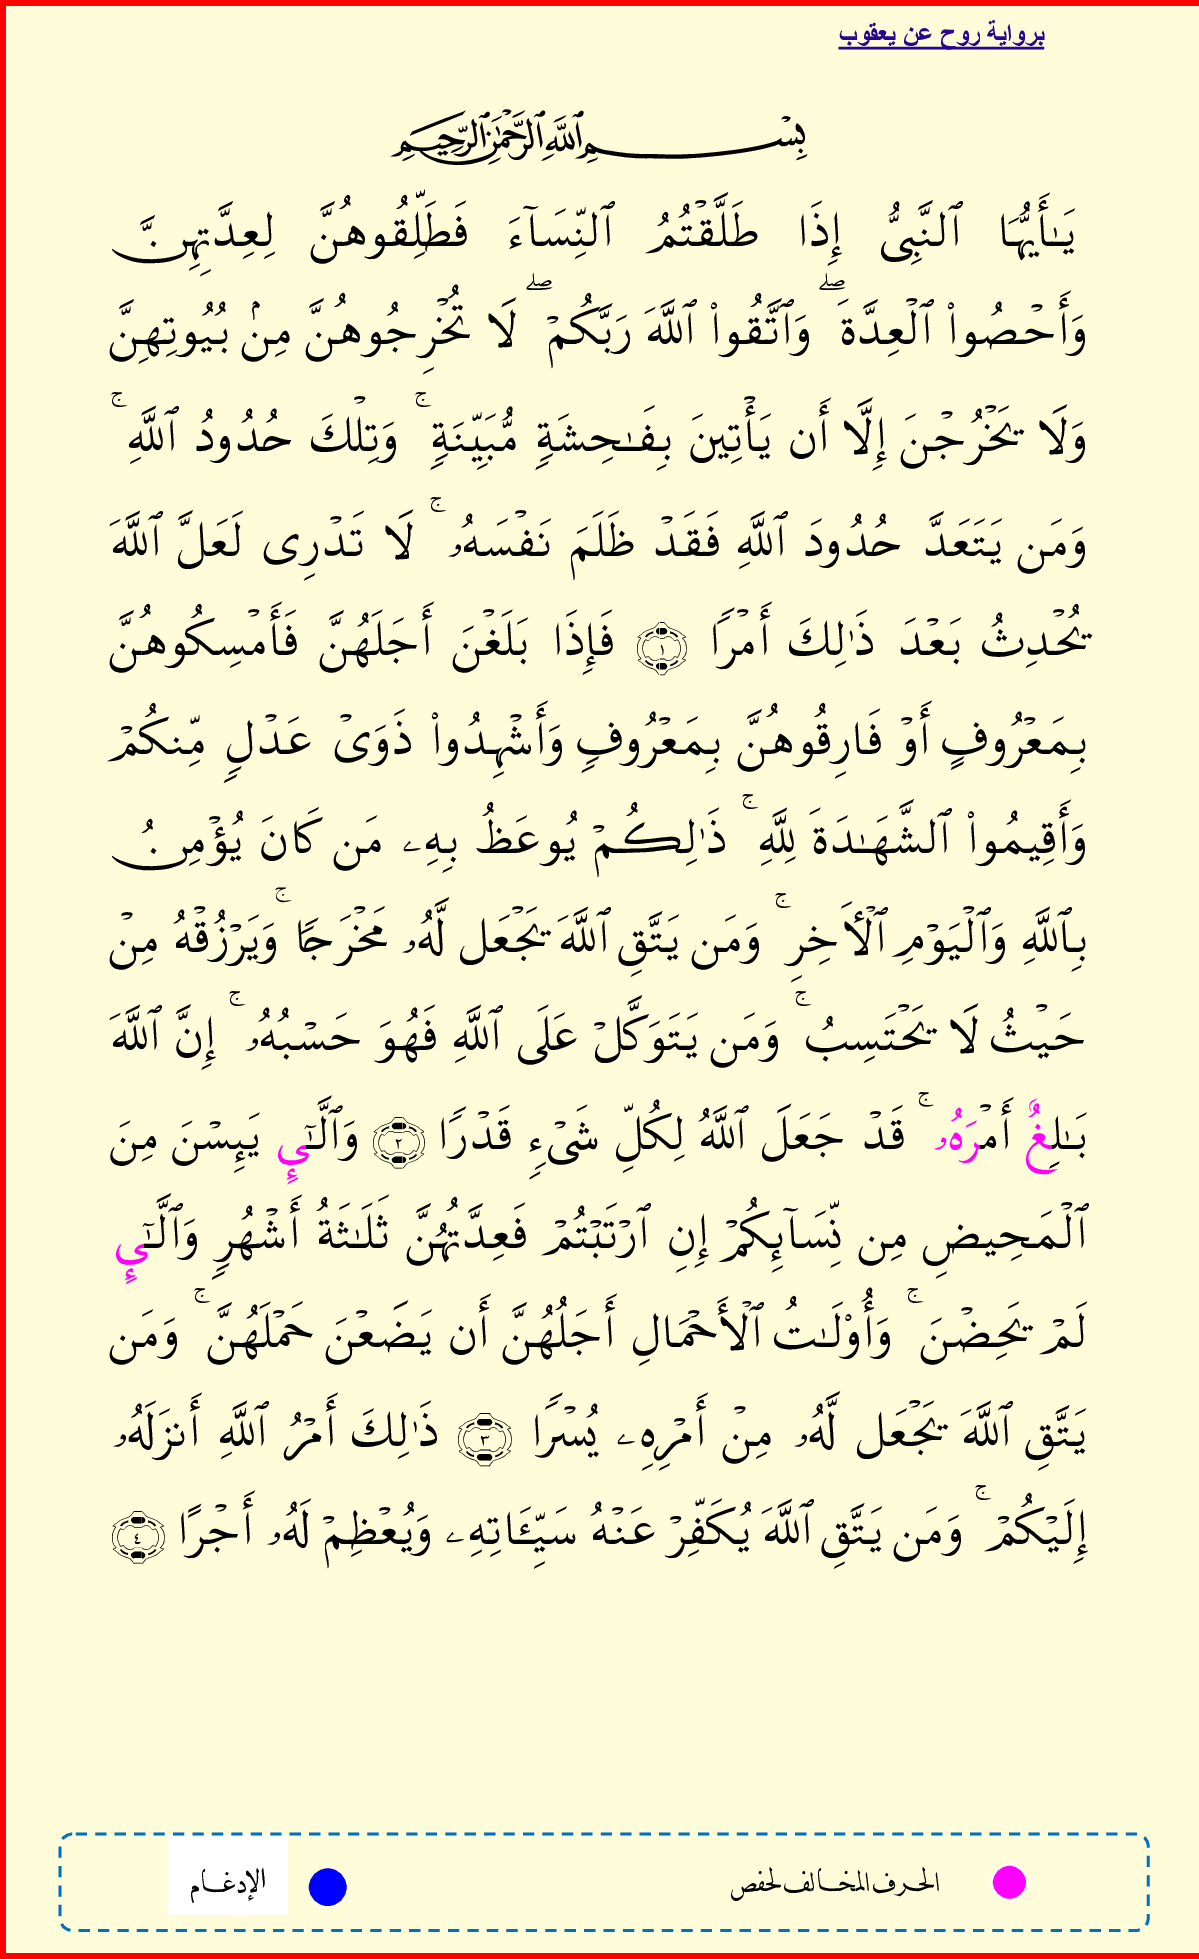 برواية روح عن يعقوب
بِسْمِ ٱللَّهِ ٱلرَّحْمَٰنِ ٱلرَّحِيمِ
يَـٰٓأَيُّهَا ٱلنَّبِىُّ إِذَا طَلَّقْتُمُ ٱلنِّسَآءَ فَطَلِّقُوهُنَّ لِعِدَّتِهِنَّ
وَأَحْصُوا۟ ٱلْعِدَّةَ ۖ وَٱتَّقُوا۟ ٱللَّهَ رَبَّكُمْ ۖ لَا تُخْرِجُوهُنَّ مِنۢ بُيُوتِهِنَّ
وَلَا يَخْرُجْنَ إِلَّا أَن يَأْتِينَ بِفَـٰحِشَةٍ مُّبَيِّنَةٍ ۚ وَتِلْكَ حُدُودُ ٱللَّهِ ۚ
وَمَن يَتَعَدَّ حُدُودَ ٱللَّهِ فَقَدْ ظَلَمَ نَفْسَهُۥ ۚ لَا تَدْرِى لَعَلَّ ٱللَّهَ
يُحْدِثُ بَعْدَ ذَٰلِكَ أَمْرًا ١ فَإِذَا بَلَغْنَ أَجَلَهُنَّ فَأَمْسِكُوهُنَّ
بِمَعْرُوفٍ أَوْ فَارِقُوهُنَّ بِمَعْرُوفٍ وَأَشْهِدُوا۟ ذَوَىْ عَدْلٍ مِّنكُمْ
وَأَقِيمُوا۟ ٱلشَّهَـٰدَةَ لِلَّهِ ۚ ذَٰلِكُمْ يُوعَظُ بِهِۦ مَن كَانَ يُؤْمِنُ
بِٱللَّهِ وَٱلْيَوْمِ ٱلْـَٔاخِرِ ۚ وَمَن يَتَّقِ ٱللَّهَ يَجْعَل لَّهُۥ مَخْرَجًا ۚ وَيَرْزُقْهُ مِنْ
حَيْثُ لَا يَحْتَسِبُ ۚ وَمَن يَتَوَكَّلْ عَلَى ٱللَّهِ فَهُوَ حَسْبُهُۥ ۚ إِنَّ ٱللَّهَ
بَـٰلِغٌ أَمْرَهُۥ ۚ قَدْ جَعَلَ ٱللَّهُ لِكُلِّ شَىْءٍ قَدْرًا ٢ وَٱلَّـٰٓـِٔي يَئِسْنَ مِنَ
ٱلْمَحِيضِ مِن نِّسَآئِكُمْ إِنِ ٱرْتَبْتُمْ فَعِدَّتُهُنَّ ثَلَـٰثَةُ أَشْهُرٍ وَٱلَّـٰٓـِٔي
لَمْ يَحِضْنَ ۚ وَأُو۟لَـٰتُ ٱلْأَحْمَالِ أَجَلُهُنَّ أَن يَضَعْنَ حَمْلَهُنَّ ۚ وَمَن
يَتَّقِ ٱللَّهَ يَجْعَل لَّهُۥ مِنْ أَمْرِهِۦ يُسْرًا ٣ ذَٰلِكَ أَمْرُ ٱللَّهِ أَنزَلَهُۥ
إِلَيْكُمْ ۚ وَمَن يَتَّقِ ٱللَّهَ يُكَفِّرْ عَنْهُ سَيِّـَٔاتِهِۦ وَيُعْظِمْ لَهُۥ أَجْرًا ٤
الحرف المخالف لحفص الإدغام